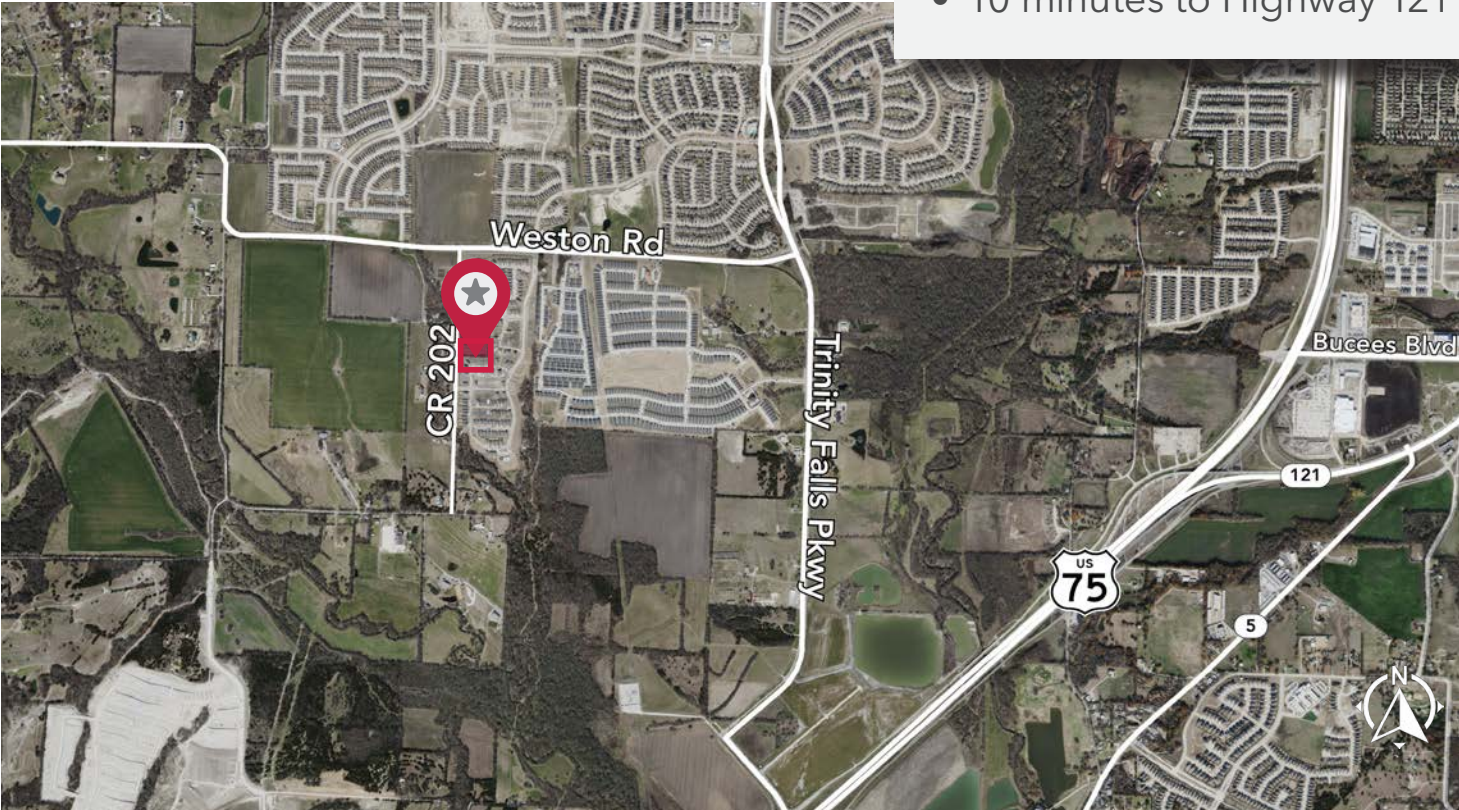 • 10 minutes to Highway 121
Weston Rd
CR 202
Trinity Falls Pkwy
Bucees Blvd
121
US
75
5
N